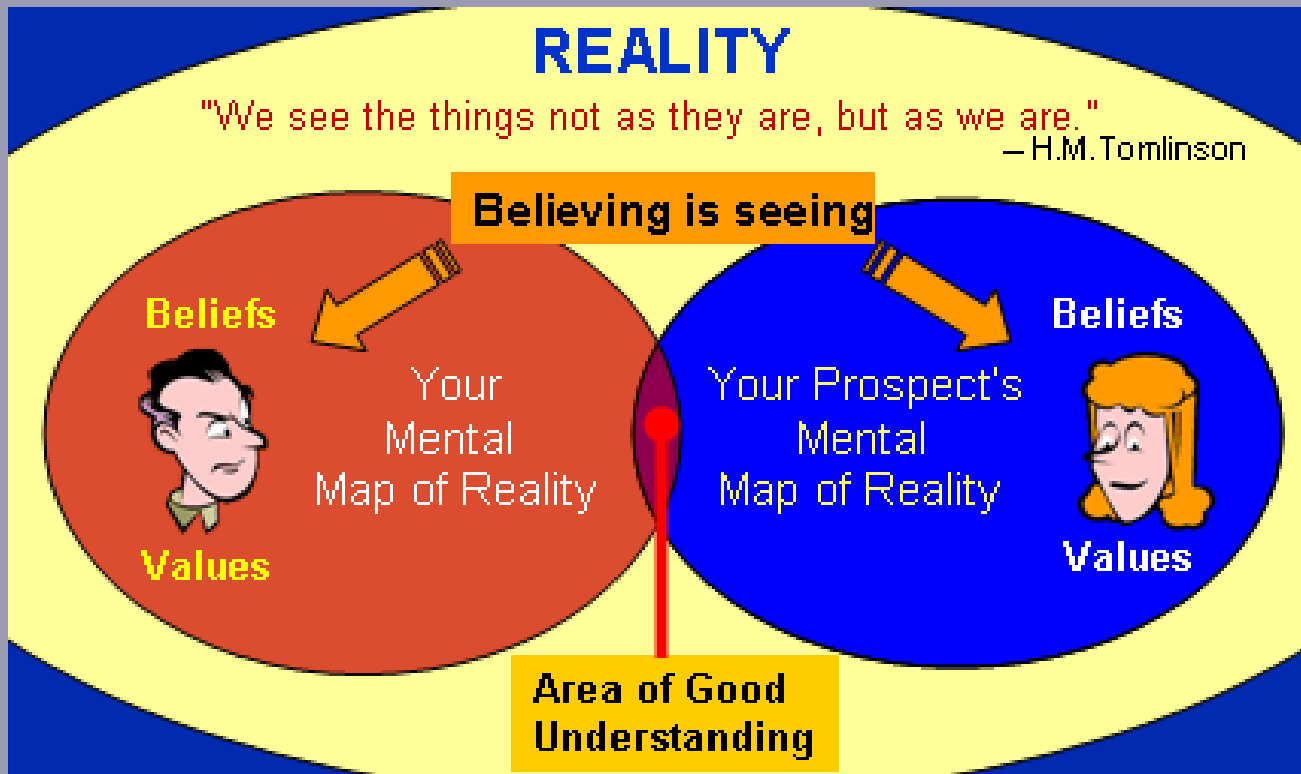 REALITY
"We see the things not as they are, but as we are."
– H.M.Tomlinson
Believing is seeing
Beliefs
Your
Mental
Map of Reality
Values
Beliefs
Your Prospect's
Mental
Map of Reality
Values
Area of Good
Understanding